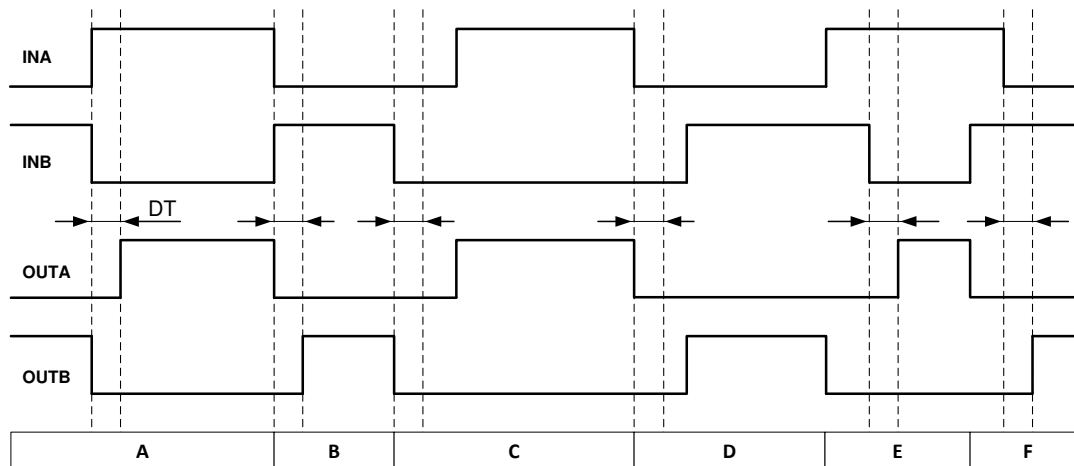 INA
INB
DT
OUTA
OUTB
A B C D E F